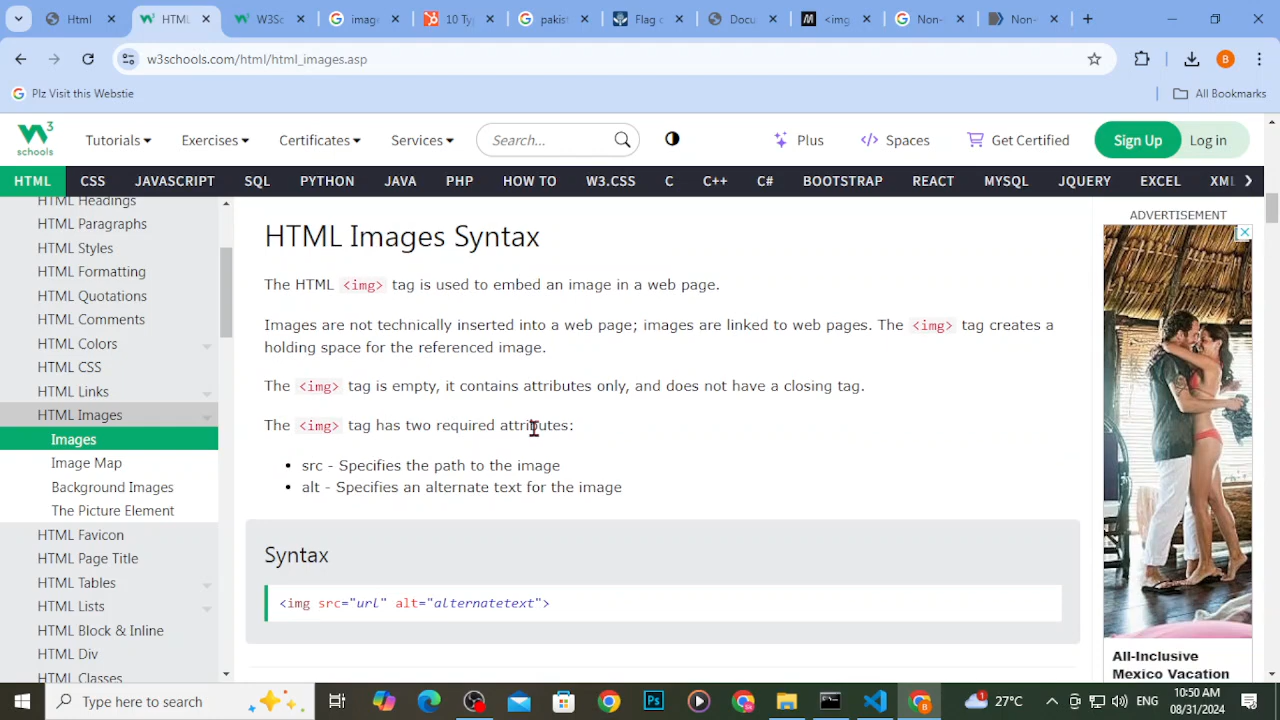 Html
HTML
W3Sc
image
10 Ty
pakist
Flag o
Docu
<img
Non-
Non-
w3schools.com/html/html_images.asp
B
Plz Visit this Webstie
All Bookmarks
W3 schools
Tutorials
Exercises
Certificates
Services
Search...
Plus
Spaces
Get Certified
Sign Up
Log in
HTML
CSS
JAVASCRIPT
SQL
PYTHON
JAVA
PHP
HOW TO
W3.CSS
C
C++
C#
BOOTSTRAP
REACT
MYSQL
JQUERY
EXCEL
XML
HTML Headings
HTML Paragraphs
HTML Styles
HTML Formatting
HTML Quotations
HTML Comments
HTML Colors
HTML CSS
HTML Links
HTML Images
Images
Image Map
Background Images
The Picture Element
HTML Favicon
HTML Page Title
HTML Tables
HTML Lists
HTML Block & Inline
HTML Div
HTML Classes
HTML Images Syntax
The HTML <img> tag is used to embed an image in a web page.
Images are not technically inserted into a web page; images are linked to web pages. The <img> tag creates a
holding space for the referenced image.
The <img> tag is empty, it contains attributes only, and does not have a closing tag.
The <img> tag has two required attributes:
• src - Specifies the path to the image
• alt - Specifies an alternate text for the image
Syntax
<img src="url" alt="alternatetext">
ADVERTISEMENT
All-Inclusive
Mexico Vacation
Type here to search
Ps
B
1
27°C
ENG
10:50 AM
08/31/2024